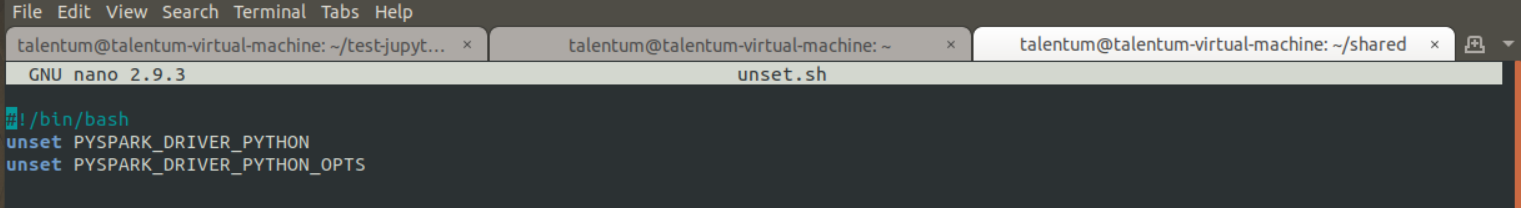 File Edit View Search Terminal Tabs Help
talentum@talentum-virtual-machine: ~/test-jupyt... × talentum@talentum-virtual-machine: ~ × talentum@talentum-virtual-machine: ~/shared ×
GNU nano 2.9.3 unset.sh
#!/bin/bash
unset PYSPARK_DRIVER_PYTHON
unset PYSPARK_DRIVER_PYTHON_OPTS